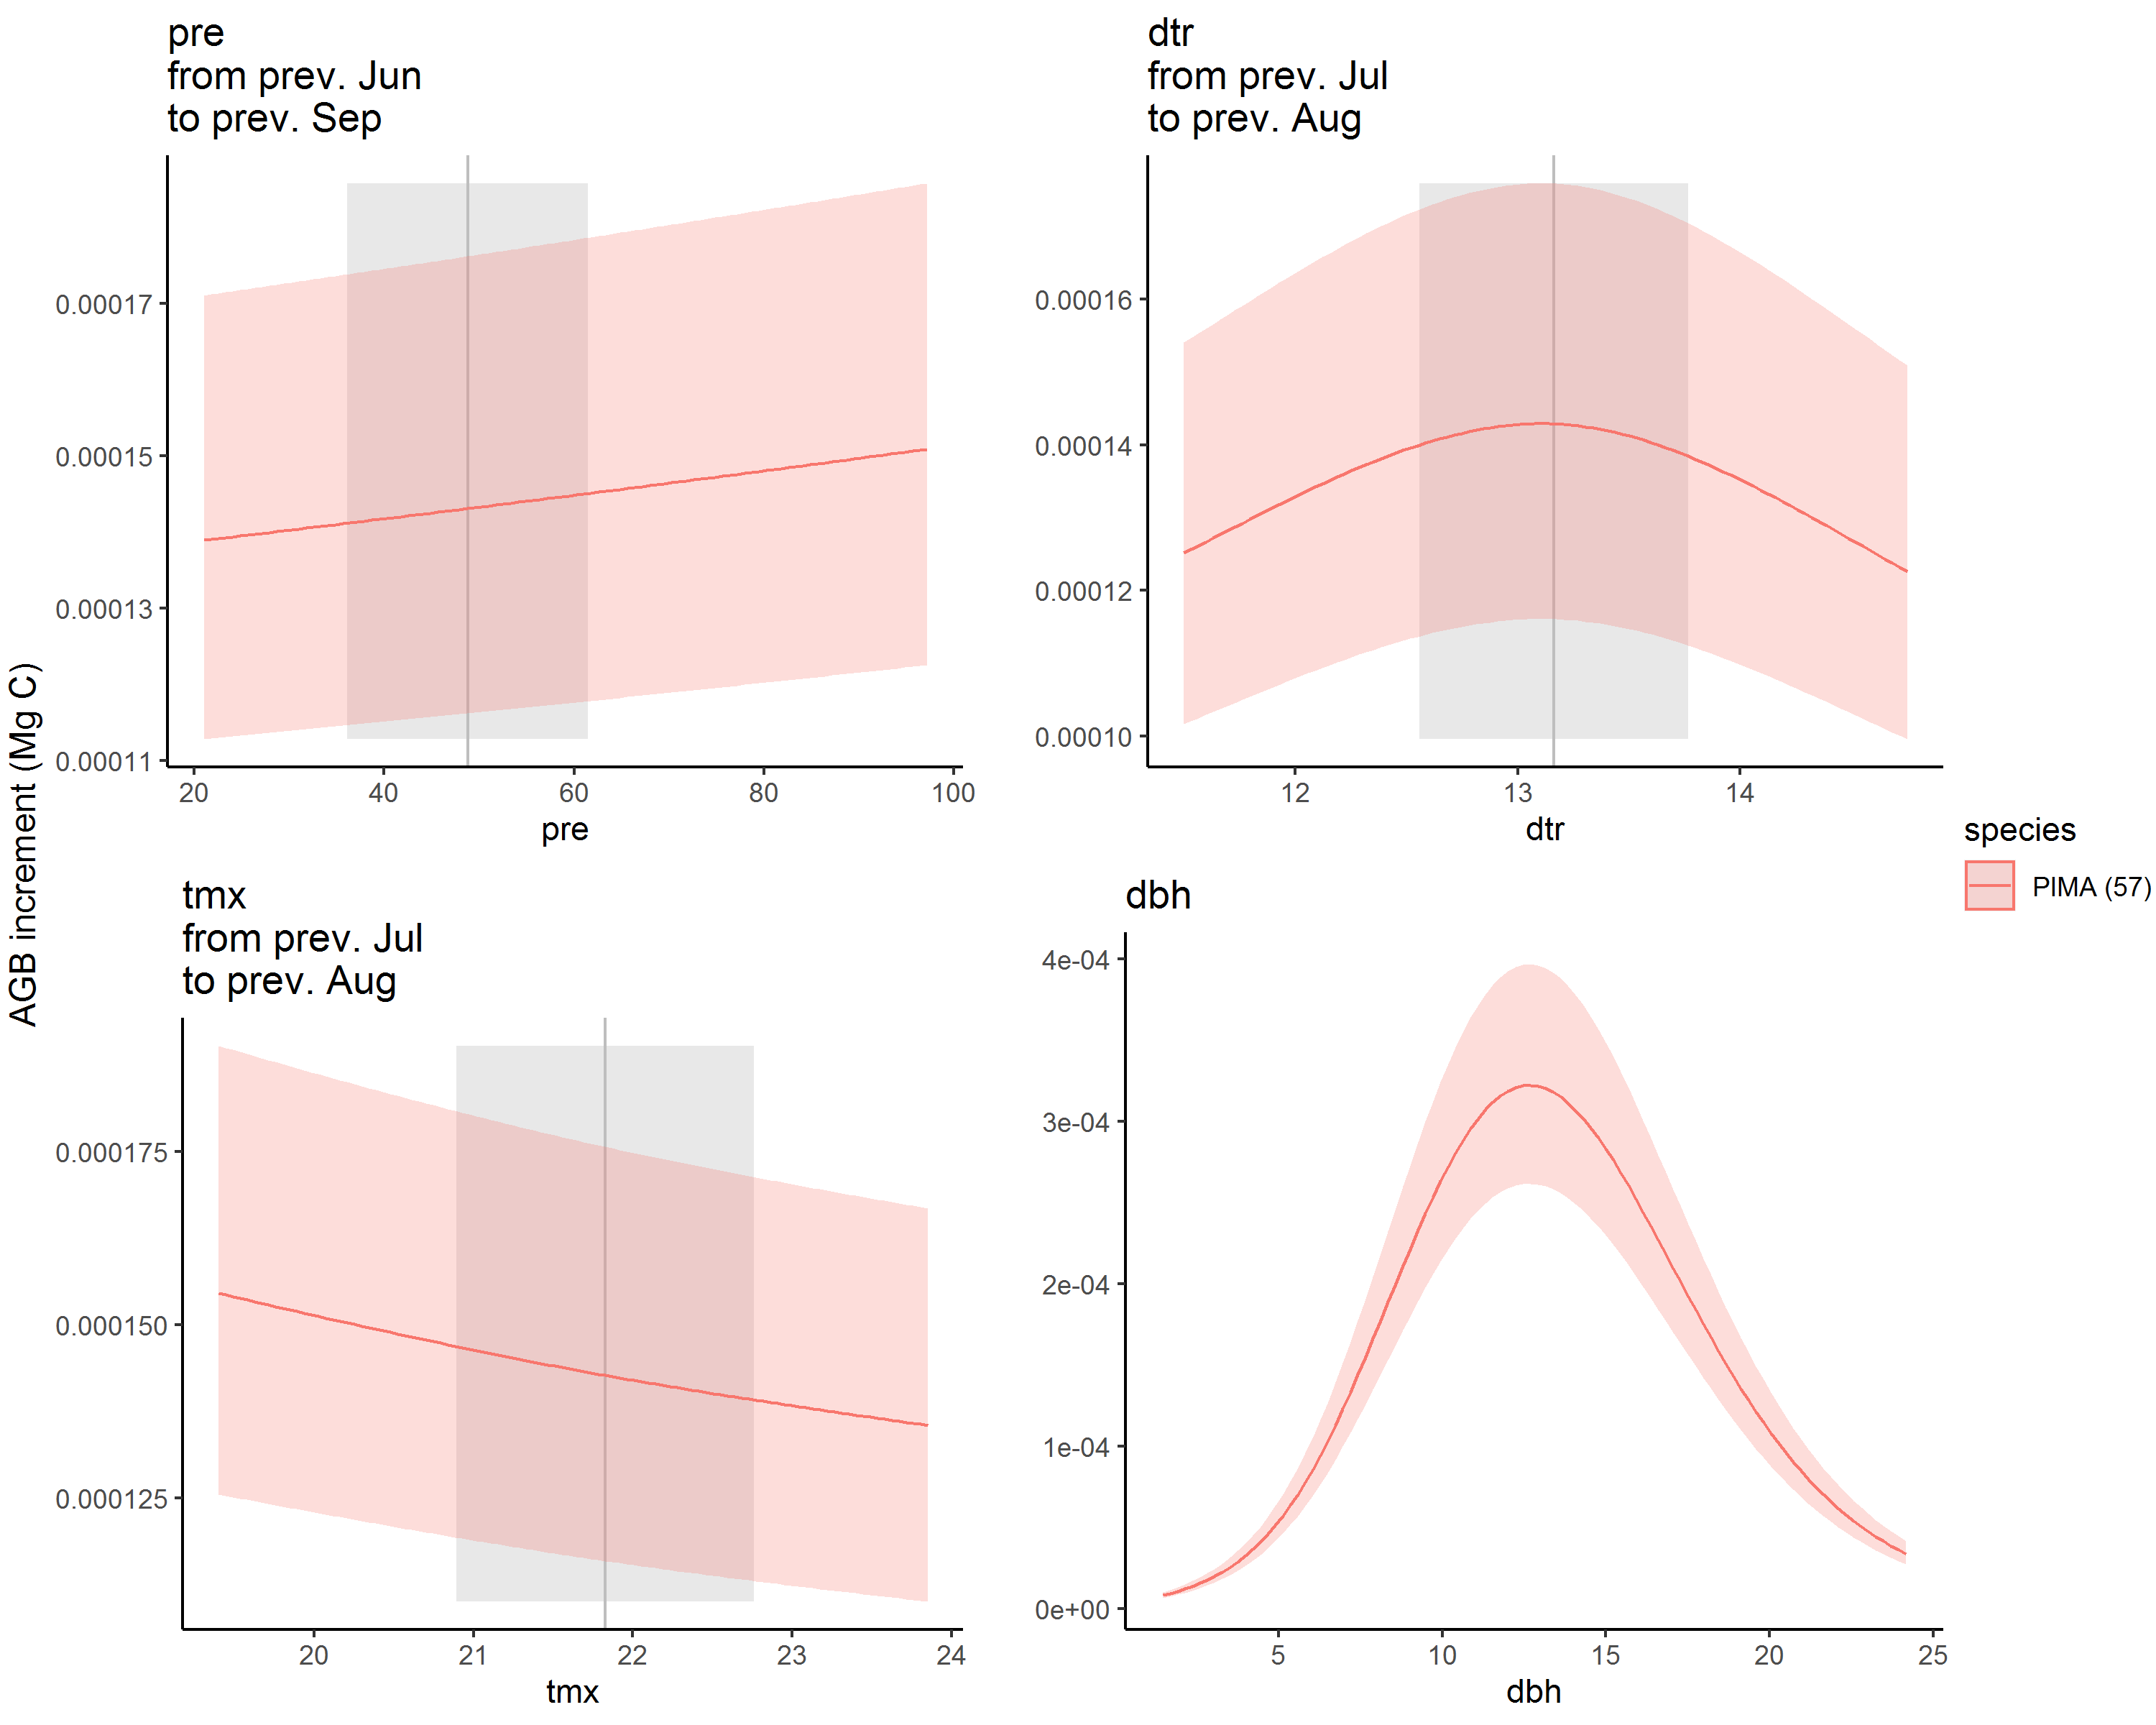 pre
from prev. Jun
to prev. Sep
0.00017
0.00015
0.00013
0.00011
20 40 60 80 100
pre
dtr
from prev. Jul
to prev. Aug
0.00016
0.00014
0.00012
0.00010
12 13 14
dtr
AGB increment (Mg C)
tmx
from prev. Jul
to prev. Aug
0.000175
0.000150
0.000125
20 21 22 23 24
tmx
dbh
4e-04
3e-04
2e-04
1e-04
0e+00
5 10 15 20 25
dbh
species
PIMA (57)